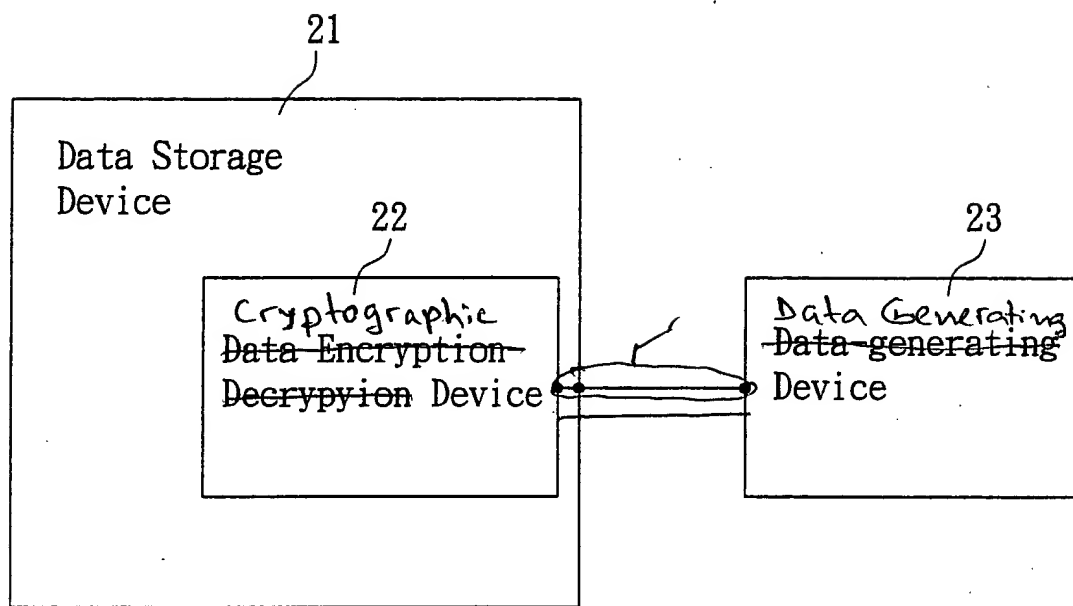 21
Data Storage
Device
22
Cryptographic
Data Encryption
Decrypyion Device
23
Data Generating
Data-generating
Device